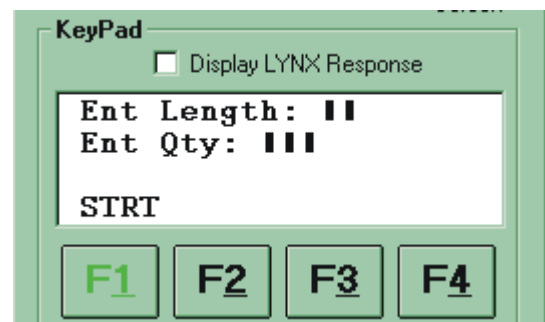 KeyPad
Display LYNX Response
Ent Length: ▮▮
Ent Qty: ▮▮▮
STRT
F1 F2 F3 F4